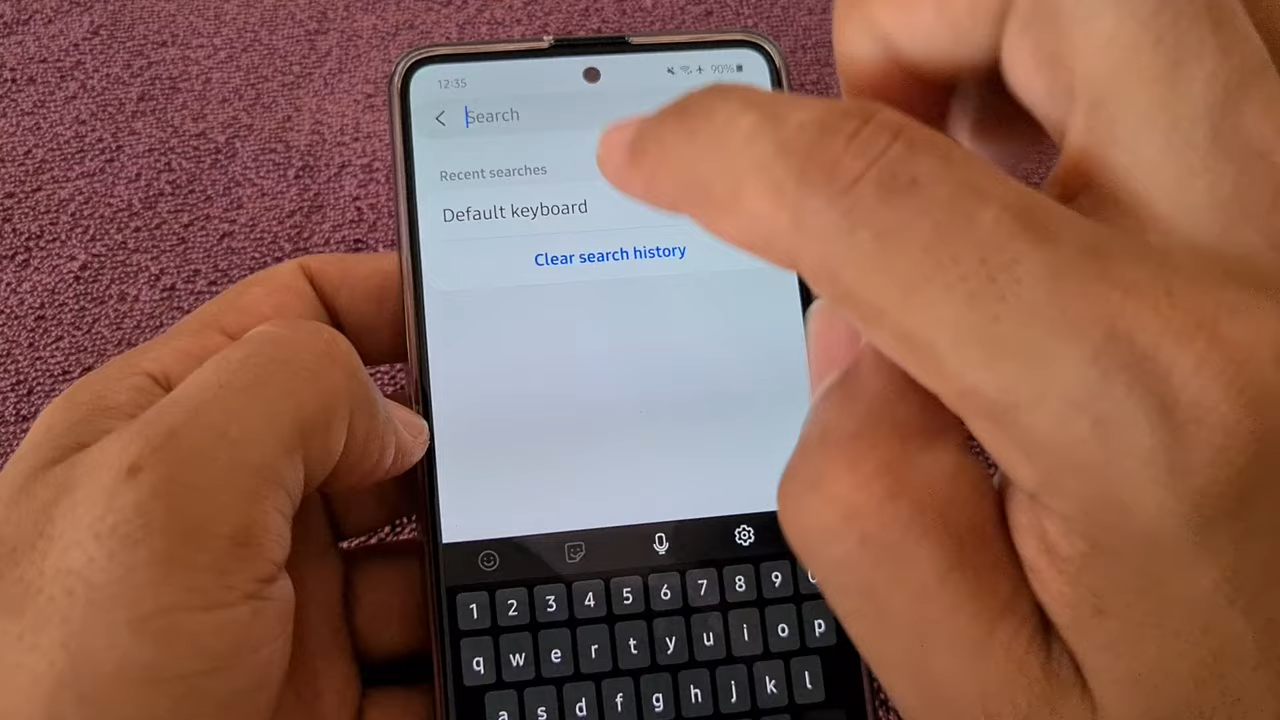 12:35 90%
Search
Recent searches
Default keyboard
Clear search history
1 2 3 4 5 6 7 8 9
q w e r t y u i o p
a s d f g h j k l